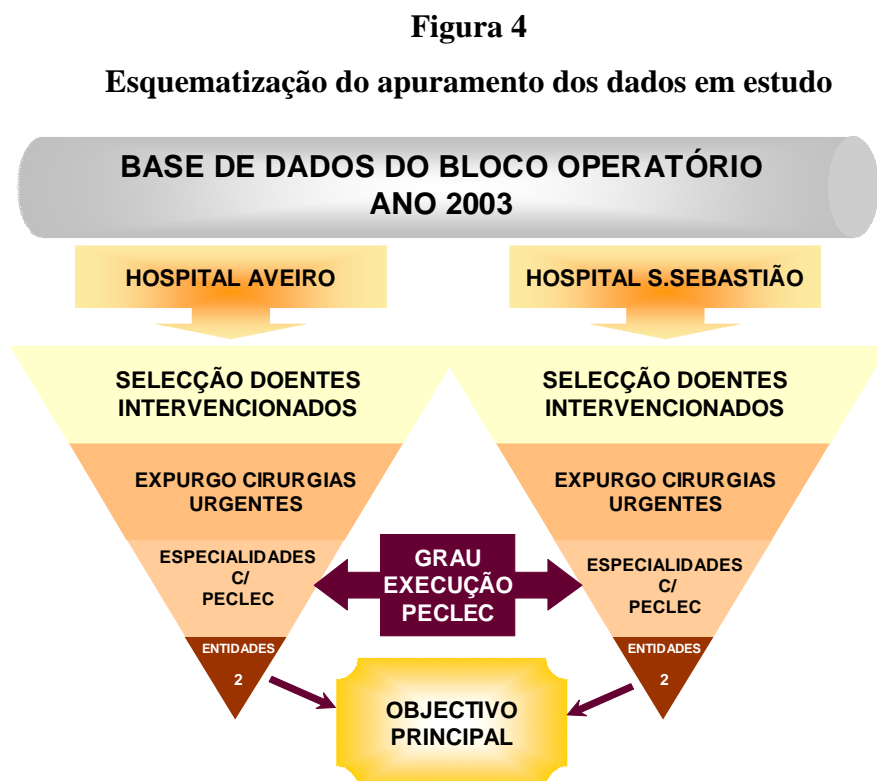 Figura 4
Esquematização do apuramento dos dados em estudo
BASE DE DADOS DO BLOCO OPERATÓRIO
ANO 2003
HOSPITAL AVEIRO
HOSPITAL S.SEBASTIÃO
SELECÇÃO DOENTES
INTERVENCIONADOS
SELECÇÃO DOENTES
INTERVENCIONADOS
EXPURGO CIRURGIAS
URGENTES
EXPURGO CIRURGIAS
URGENTES
ESPECIALIDADES
C/
PECLEC
GRAU
EXECUÇÃO
PECLEC
ESPECIALIDADES
C/
PECLEC
ENTIDADES
2
ENTIDADES
2
OBJECTIVO
PRINCIPAL